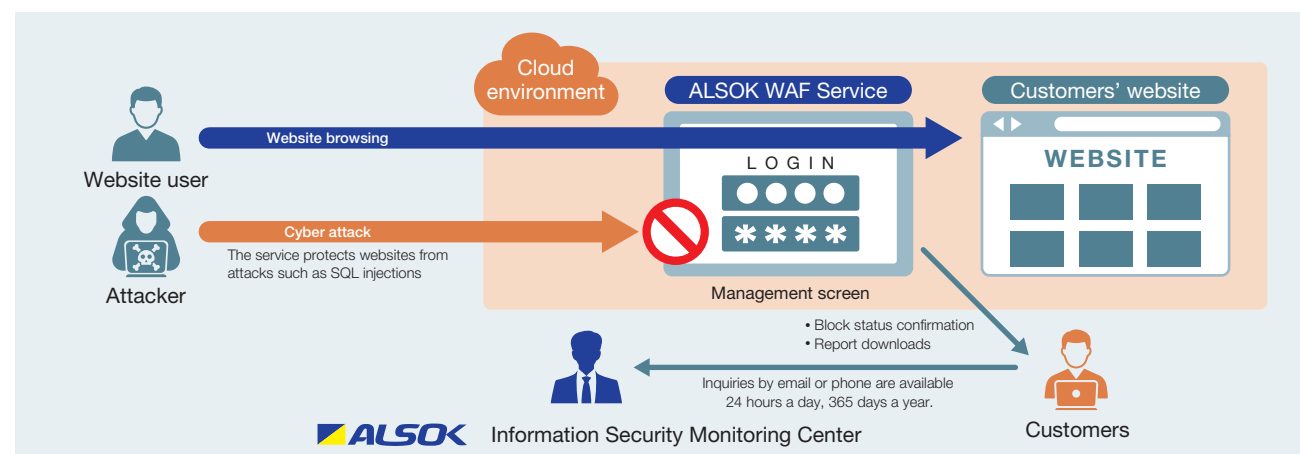 Cloud
environment
ALSOK WAF Service
Customers' website
Website browsing
LOGIN
WEBSITE
Website user
Cyber attack
****
The service protects websites from
attacks such as SQL injections
Attacker
Management screen
• Block status confirmation
• Report downloads
Inquiries by email or phone are available
24 hours a day, 365 days a year.
ALSOK Information Security Monitoring Center
Customers